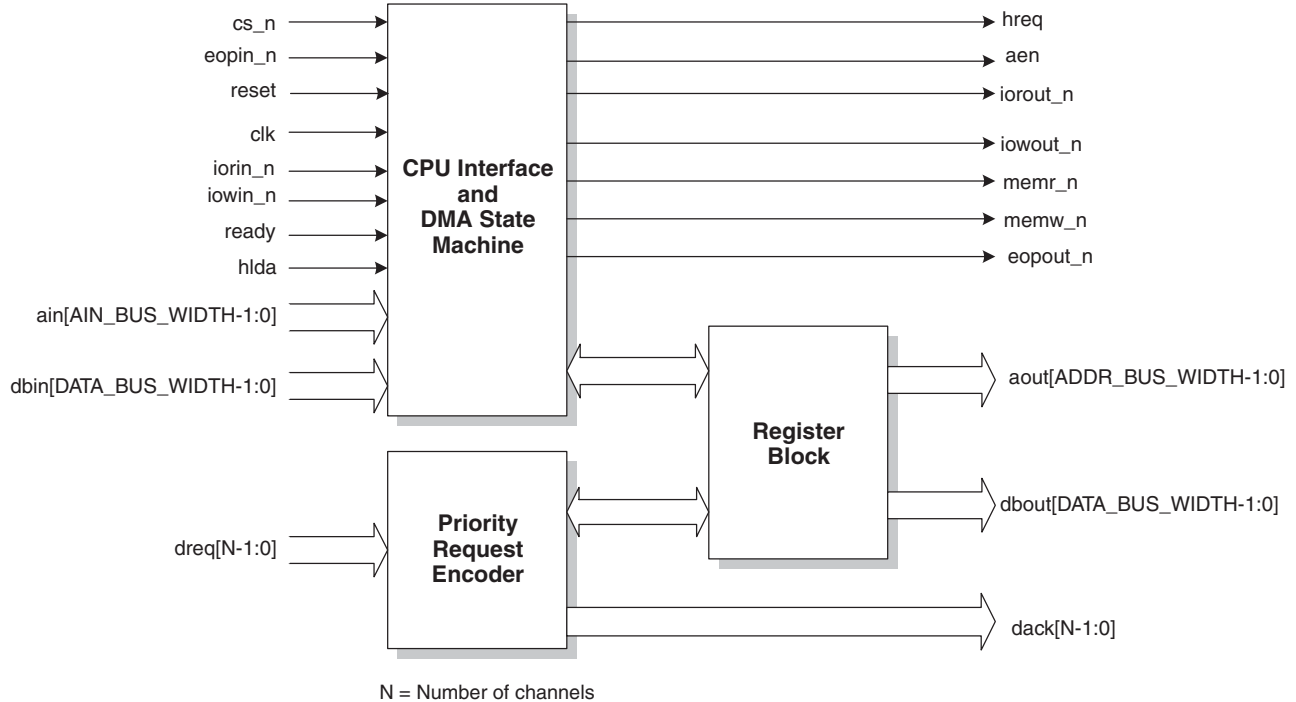 cs_n
eopin_n
reset
clk
iorin_n
iowin_n
ready
hlda
ain[AIN_BUS_WIDTH-1:0]
dbin[DATA_BUS_WIDTH-1:0]
CPU Interface
and
DMA State
Machine
hreq
aen
iorout_n
iowout_n
memr_n
memw_n
eopout_n
Register
Block
aout[ADDR_BUS_WIDTH-1:0]
dbout[DATA_BUS_WIDTH-1:0]
dreq[N-1:0]
Priority
Request
Encoder
dack[N-1:0]
N = Number of channels